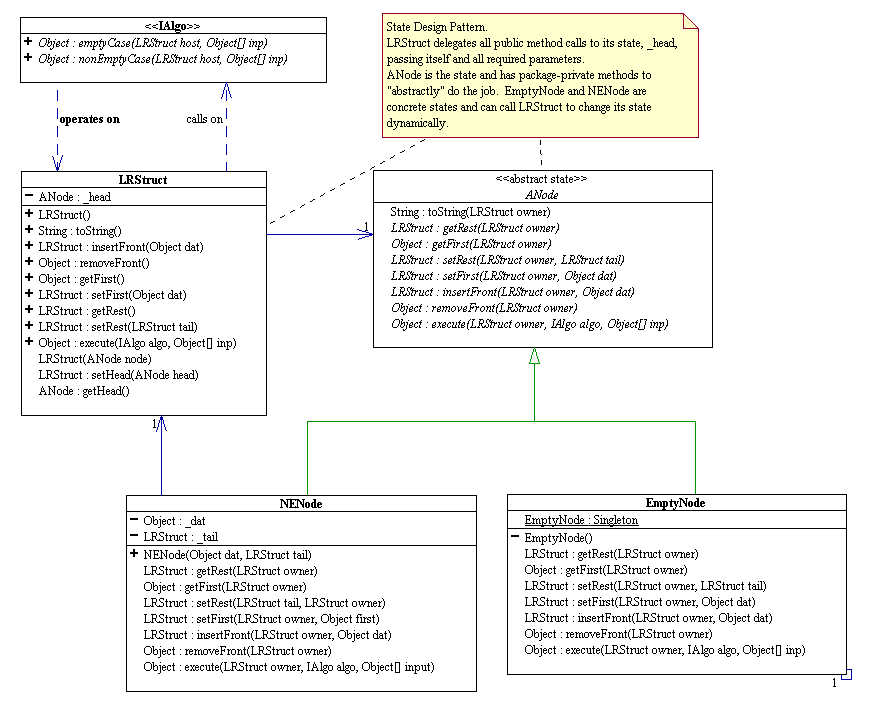 <<IAlgo>>
+ Object : emptyCase(LRStruct host, Object[] inp)
+ Object : nonEmptyCase(LRStruct host, Object[] inp)
State Design Pattern.
LRStruct delegates all public method calls to its state, _head,
passing itself and all required parameters.
ANode is the state and has package-private methods to
"abstractly" do the job. EmptyNode and NENode are
concrete states and can call LRStruct to change its state
dynamically.
operates on
calls on
LRStruct
- ANode : _head
+ LRStruct()
+ String : toString()
+ LRStruct : insertFront(Object dat)
+ Object : removeFront()
+ Object : getFirst()
+ LRStruct : setFirst(Object dat)
+ LRStruct : getRest()
+ LRStruct : setRest(LRStruct tail)
+ Object : execute(IAlgo algo, Object[] inp)
LRStruct(ANode node)
LRStruct : setHead(ANode head)
ANode : getHead()
1
<<abstract state>>
ANode
String : toString(LRStruct owner)
LRStruct : getRest(LRStruct owner)
Object : getFirst(LRStruct owner)
LRStruct : setRest(LRStruct owner, LRStruct tail)
LRStruct : setFirst(LRStruct owner, Object dat)
LRStruct : insertFront(LRStruct owner, Object dat)
Object : removeFront(LRStruct owner)
Object : execute(LRStruct owner, IAlgo algo, Object[] inp)
1
NENode
- Object : _dat
- LRStruct : _tail
+ NENode(Object dat, LRStruct tail)
LRStruct : getRest(LRStruct owner)
Object : getFirst(LRStruct owner)
LRStruct : setRest(LRStruct tail, LRStruct owner)
LRStruct : setFirst(LRStruct owner, Object first)
LRStruct : insertFront(LRStruct owner, Object dat)
Object : removeFront(LRStruct owner)
Object : execute(LRStruct owner, IAlgo algo, Object[] input)
EmptyNode
EmptyNode : Singleton
- EmptyNode()
LRStruct : getRest(LRStruct owner)
Object : getFirst(LRStruct owner)
LRStruct : setRest(LRStruct owner, LRStruct tail)
LRStruct : setFirst(LRStruct owner, Object dat)
LRStruct : insertFront(LRStruct owner, Object dat)
Object : removeFront(LRStruct owner)
Object : execute(LRStruct owner, IAlgo algo, Object[] inp)
1